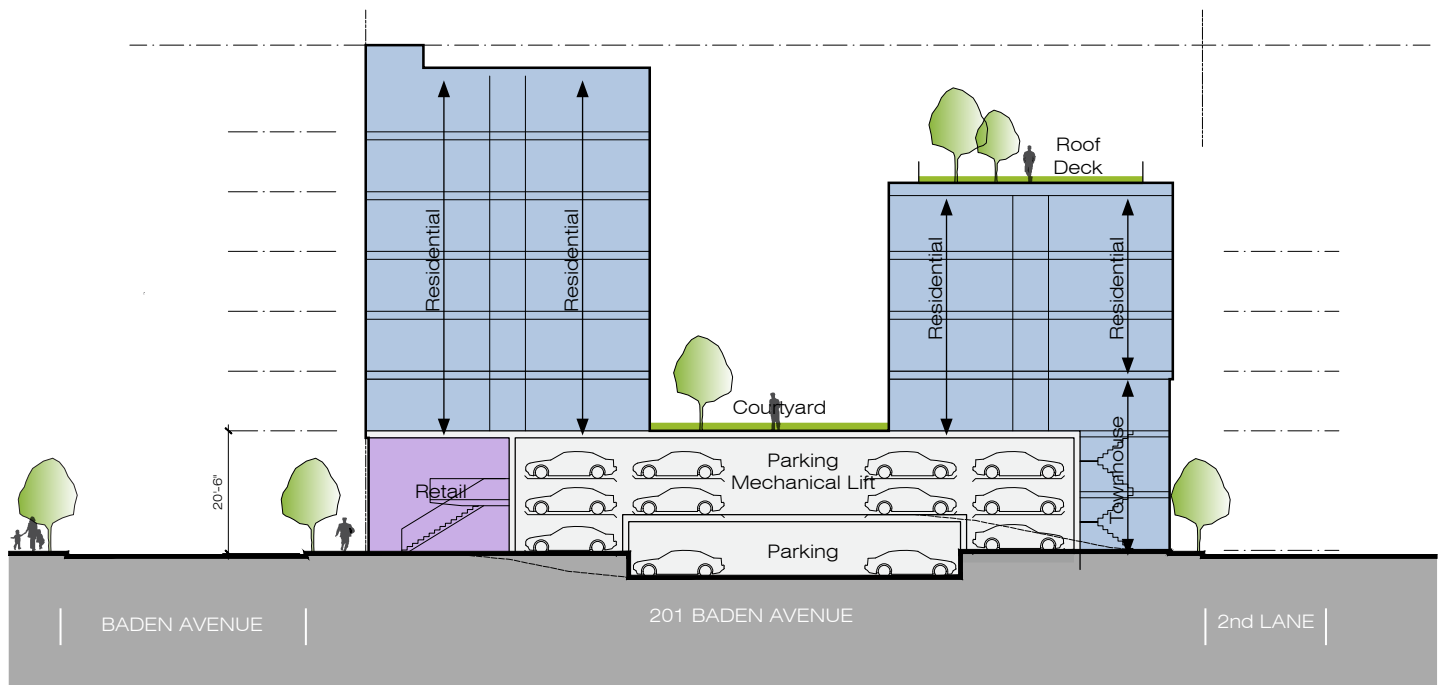 Roof
Deck
Residential
Residential
Residential
Residential
Courtyard
Townhouse
20'-6"
Retail
Parking
Mechanical Lift
Parking
BADEN AVENUE
201 BADEN AVENUE
2nd LANE